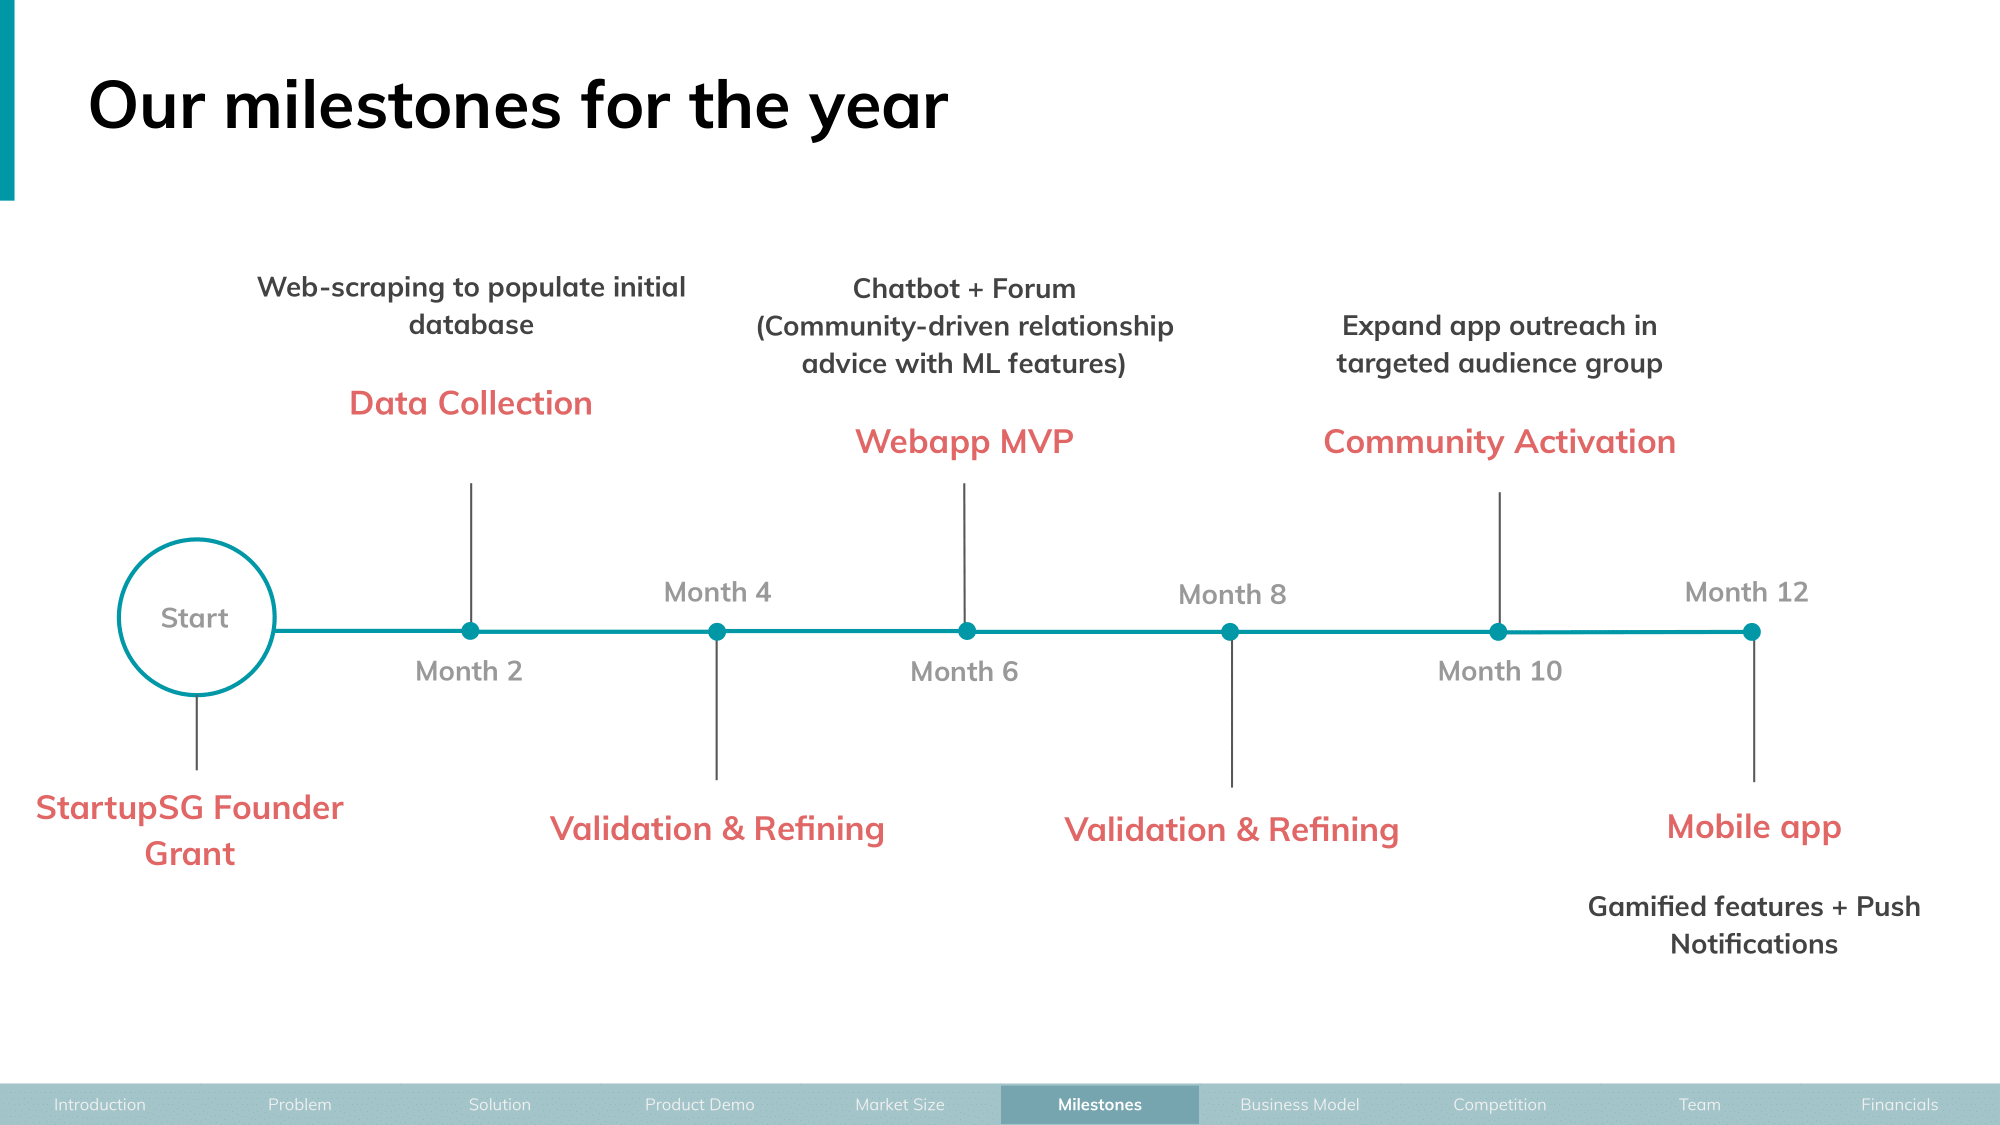 Our milestones for the year
Web-scraping to populate initial
database
Data Collection
Chatbot + Forum
(Community-driven relationship
advice with ML features)
Webapp MVP
Expand app outreach in
targeted audience group
Community Activation
Start
Month 2
Month 4
Month 6
Month 8
Month 10
Month 12
StartupSG Founder
Grant
Validation & Refining
Validation & Refining
Mobile app
Gamified features + Push
Notifications
Introduction
Problem
Solution
Product Demo
Market Size
Milestones
Business Model
Competition
Team
Financials